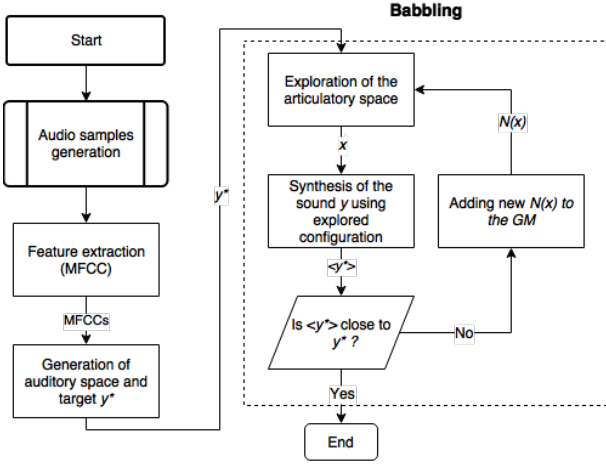 Babbling
Start
Audio samples
generation
Feature extraction
(MFCC)
MFCCs
Generation of
auditory space and
target y*
y*
Exploration of the
articulatory space
x
Synthesis of the
sound y using
explored
configuration
<y*>
Is <y*> close to
y* ?
No
Adding new N(x) to
the GM
N(x)
Yes
End